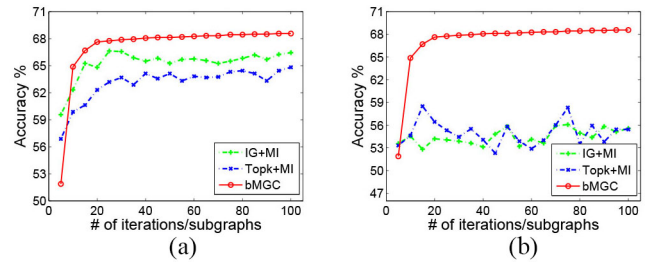 71
68
65
62
59
56
53
50
Accuracy %
IG+MI
Topk+MI
bMGC
0 20 40 60 80 100
# of iterations/subgraphs
(a)
71
68
65
62
59
56
53
50
47
Accuracy %
IG+MI
Topk+MI
bMGC
0 20 40 60 80 100
# of iterations/subgraphs
(b)